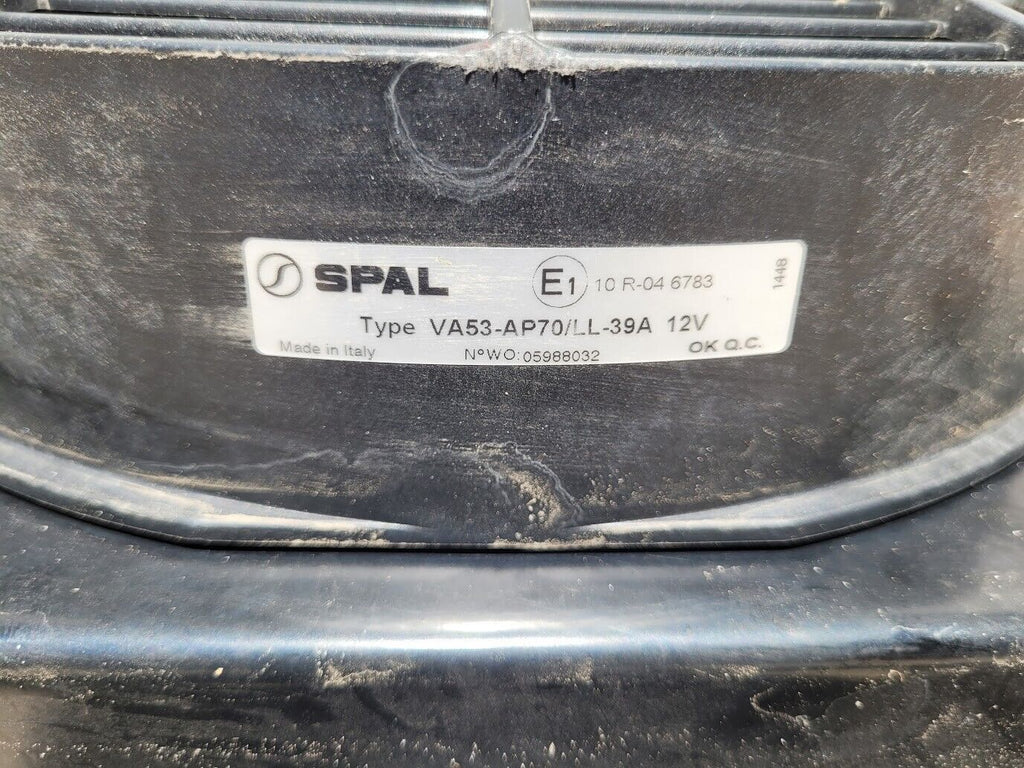 SPAL E1 10 R-04 6783 1448
Type VA53-AP70/LL-39A 12V
Made in Italy N°WO: 05988032 OK Q.C.